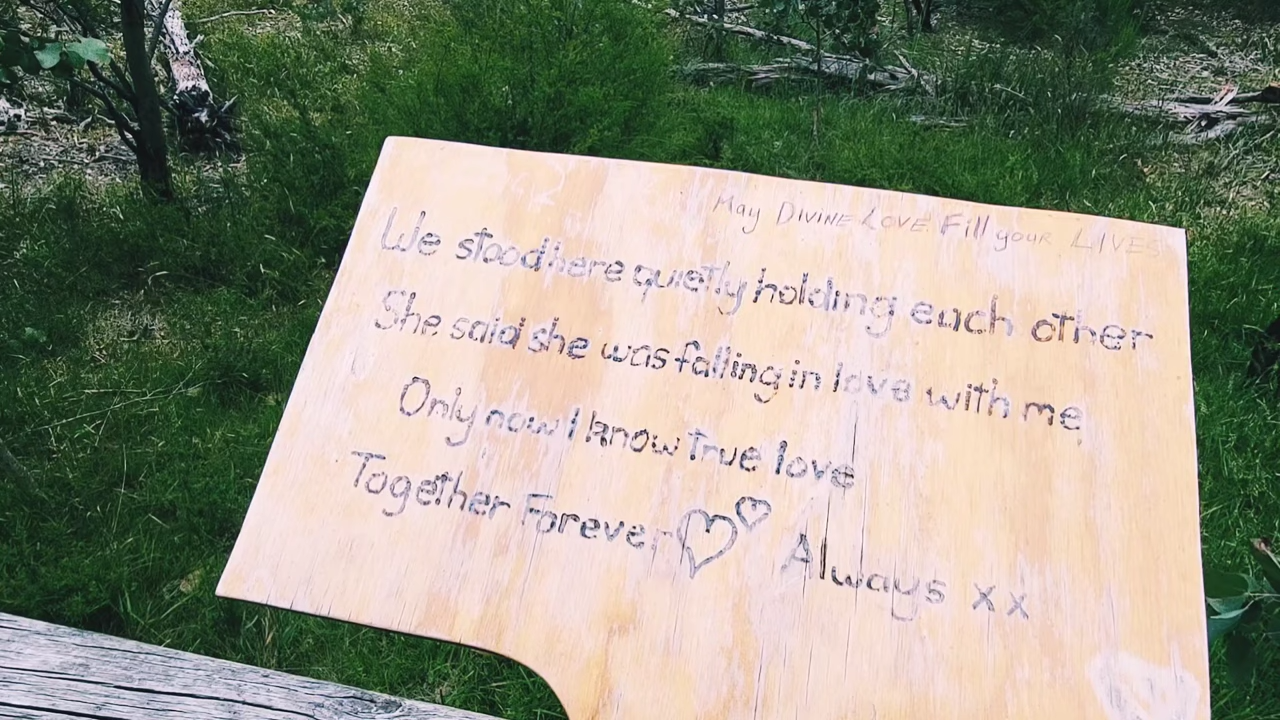 May DIVINE LOVE Fill your LIVES
We stood here quietly holding each other
She said she was falling in love with me
Only now I know true love
Together Forever Always xx